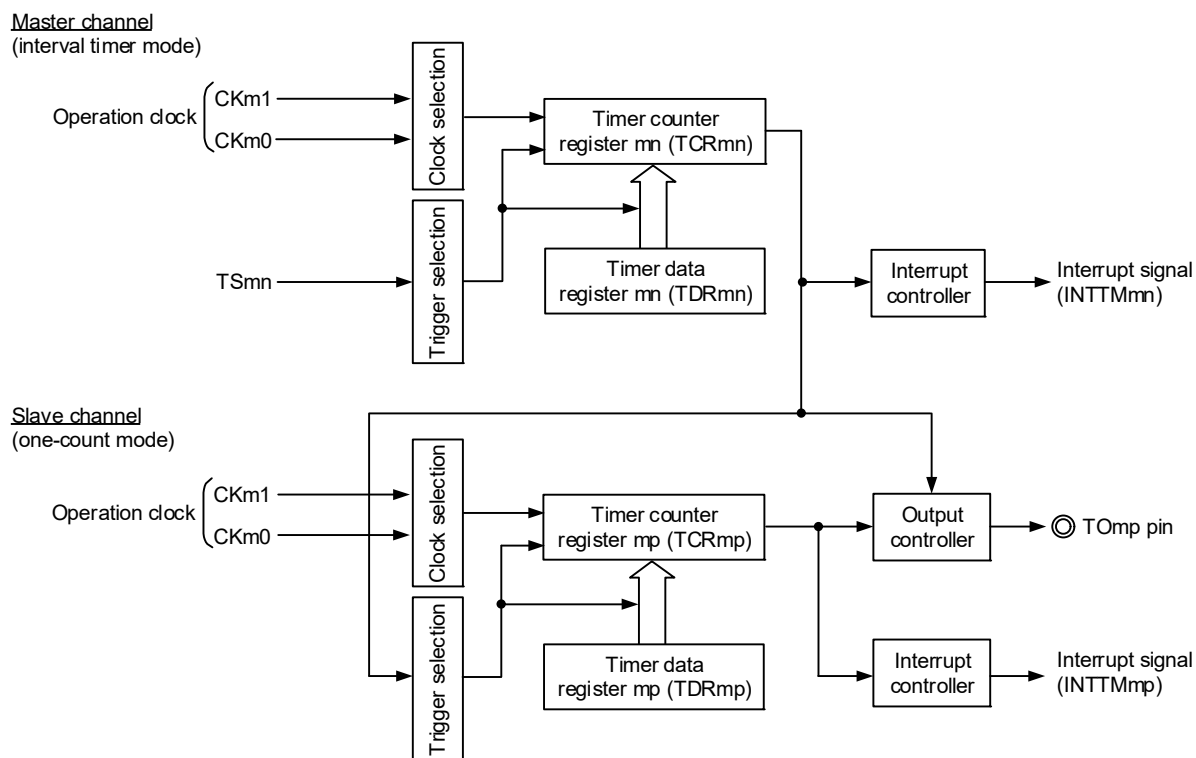 Master channel
(interval timer mode)
Operation clock
CKm1
CKm0
Clock selection
Timer counter
register mn (TCRmn)
TSmn
Trigger selection
Timer data
register mn (TDRmn)
Interrupt
controller
Interrupt signal
(INTTMmn)
Slave channel
(one-count mode)
Operation clock
CKm1
CKm0
Clock selection
Timer counter
register mp (TCRmp)
Output
controller
TOmp pin
Trigger selection
Timer data
register mp (TDRmp)
Interrupt
controller
Interrupt signal
(INTTMmp)